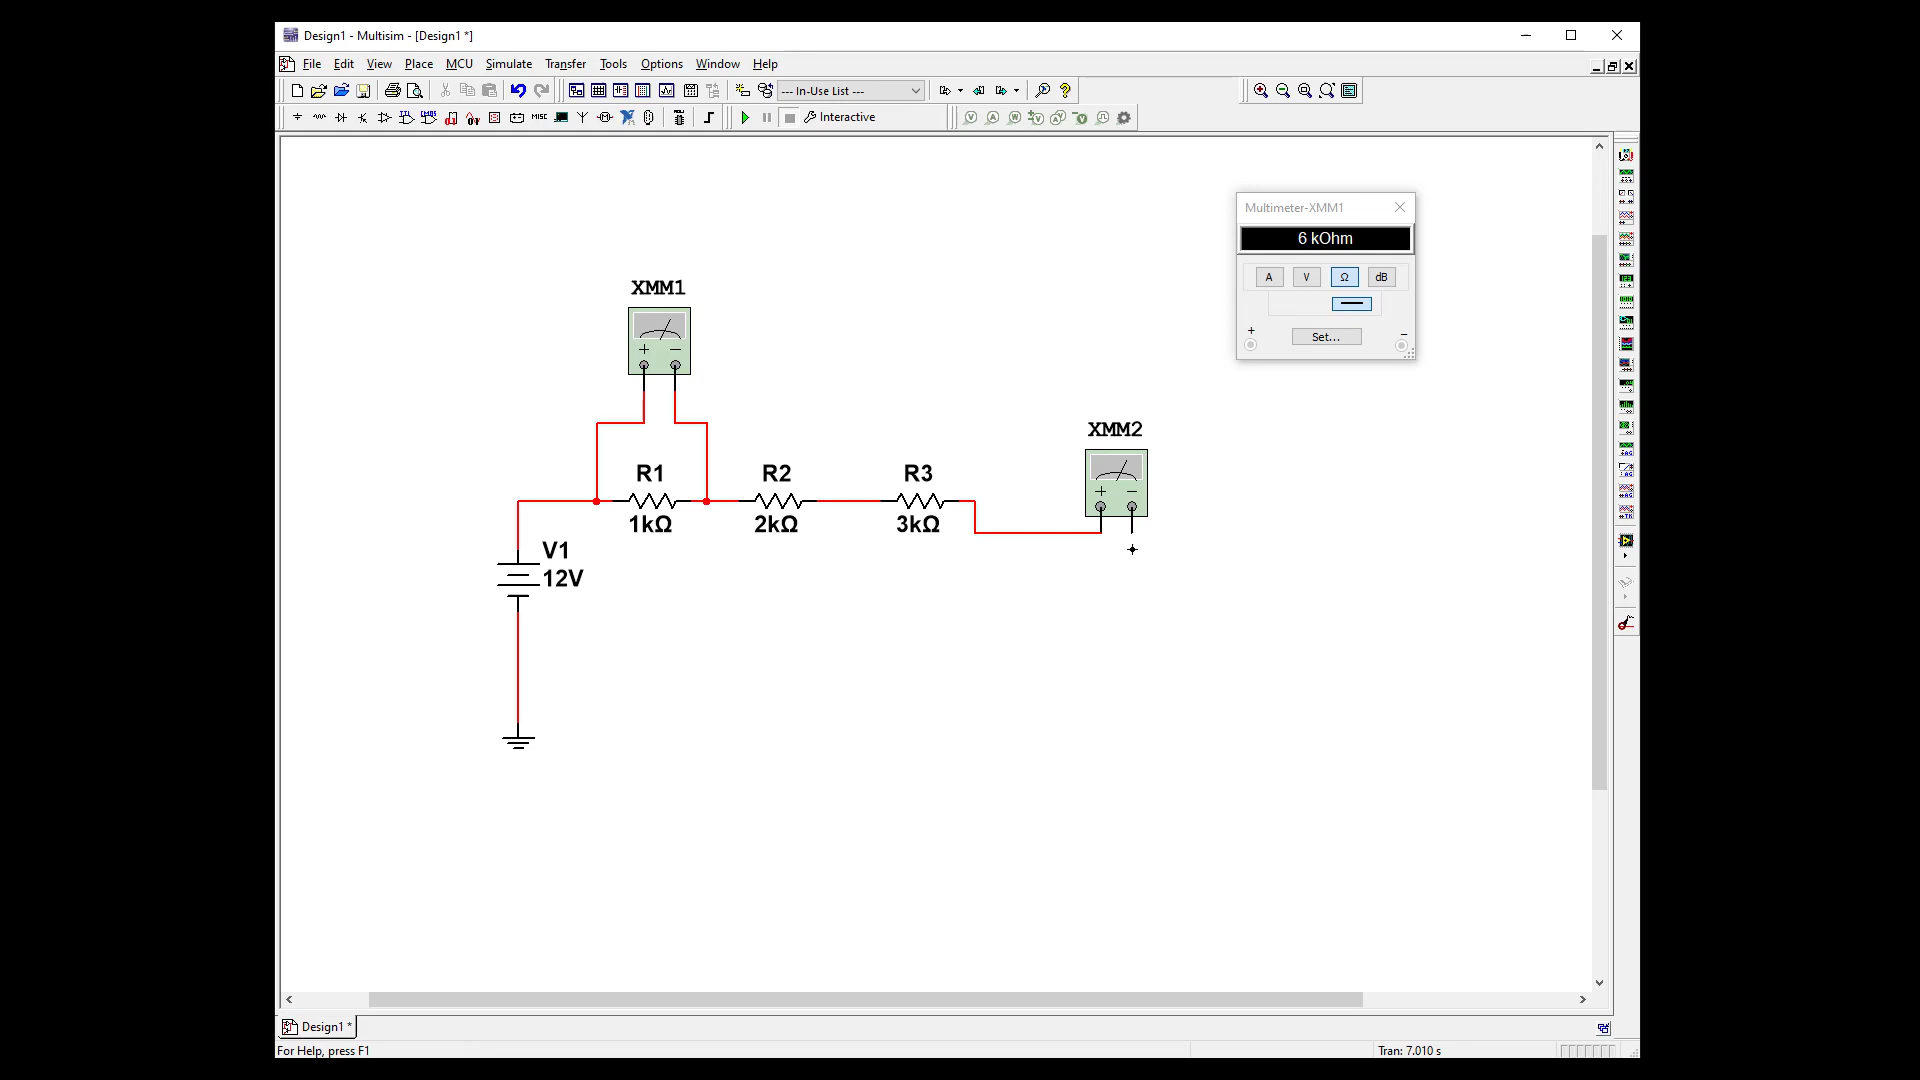 Design1 - Multisim - [Design1 *]
File Edit View Place MCU Simulate Transfer Tools Options Window Help
--- In-Use List ---
MISC Interactive
Multimeter-XMM1
6 kOhm
A V Ω dB
+ −
Set...
XMM1
+ −
XMM2
+ −
R1 R2 R3
1kΩ 2kΩ 3kΩ
V1
12V
Design1 *
For Help, press F1
Tran: 7.010 s